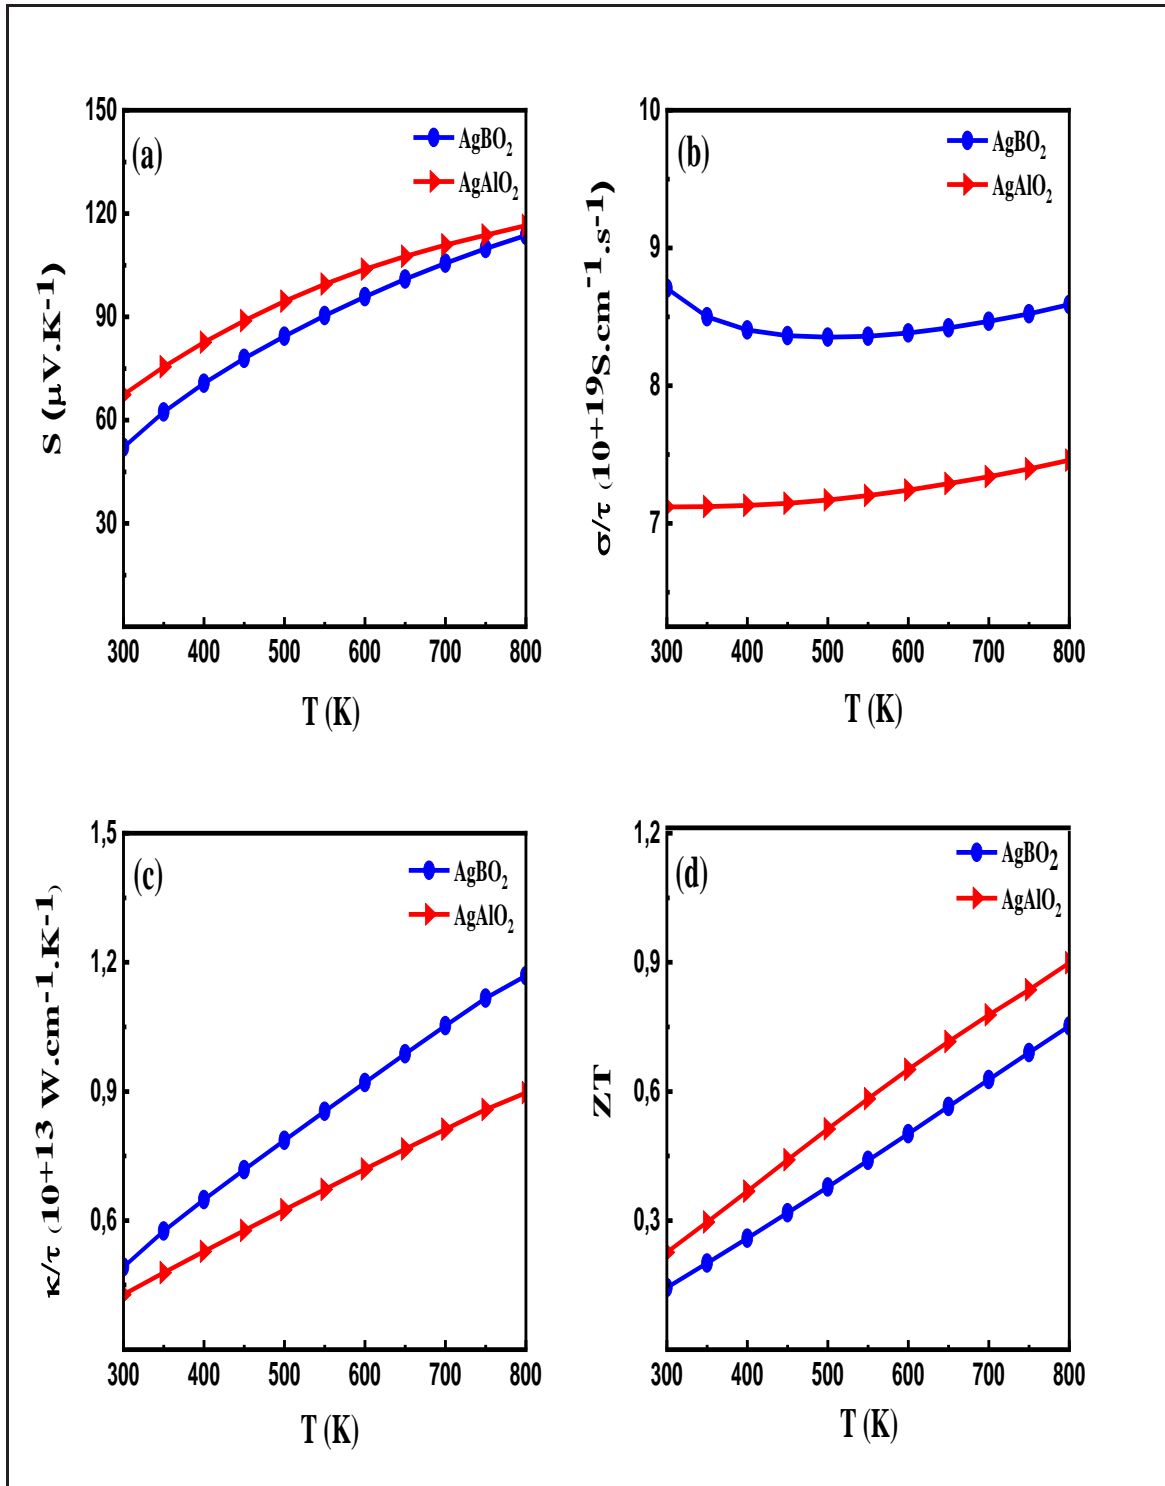 (a)
AgBO₂
AgAlO₂
150
120
90
60
30
S (μV.K⁻¹)
300 400 500 600 700 800
T (K)
(b)
AgBO₂
AgAlO₂
10
9
8
7
σ/τ (10⁺¹⁹S.cm⁻¹.s⁻¹)
300 400 500 600 700 800
T (K)
(c)
AgBO₂
AgAlO₂
1,5
1,2
0,9
0,6
κ/τ (10⁺¹³ W.cm⁻¹.K⁻¹)
300 400 500 600 700 800
T (K)
(d)
AgBO₂
AgAlO₂
1,2
0,9
0,6
0,3
ZT
300 400 500 600 700 800
T (K)